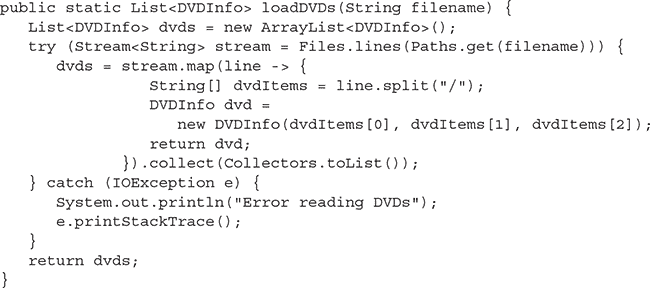 public static List<DVDInfo> loadDVDs(String filename) {
   List<DVDInfo> dvds = new ArrayList<DVDInfo>();
   try (Stream<String> stream = Files.lines(Paths.get(filename))) {
      dvds = stream.map(line -> {
                String[] dvdItems = line.split("/");
                DVDInfo dvd =
                   new DVDInfo(dvdItems[0], dvdItems[1], dvdItems[2]);
                return dvd;
             }).collect(Collectors.toList());
   } catch (IOException e) {
      System.out.println("Error reading DVDs");
      e.printStackTrace();
   }
   return dvds;
}